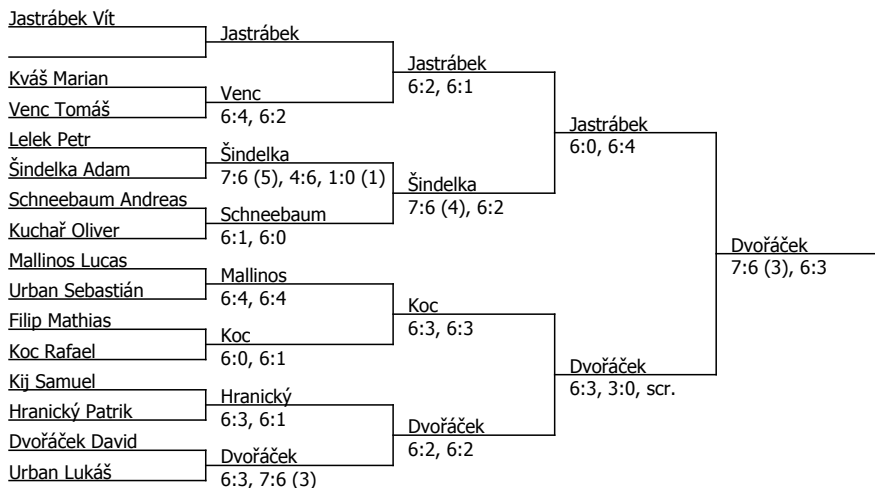 Jastrábek Vít
Jastrábek
Jastrábek
6:2, 6:1
Kváš Marian
Venc
6:4, 6:2
Venc Tomáš
Jastrábek
6:0, 6:4
Lelek Petr
Šindelka
7:6 (5), 4:6, 1:0 (1)
Šindelka Adam
Šindelka
7:6 (4), 6:2
Schneebaum Andreas
Schneebaum
6:1, 6:0
Kuchař Oliver
Dvořáček
7:6 (3), 6:3
Mallinos Lucas
Mallinos
6:4, 6:4
Urban Sebastián
Koc
6:3, 6:3
Filip Mathias
Koc
6:0, 6:1
Koc Rafael
Dvořáček
6:3, 3:0, scr.
Kij Samuel
Hranický
6:3, 6:1
Hranický Patrik
Dvořáček
6:2, 6:2
Dvořáček David
Dvořáček
6:3, 7:6 (3)
Urban Lukáš